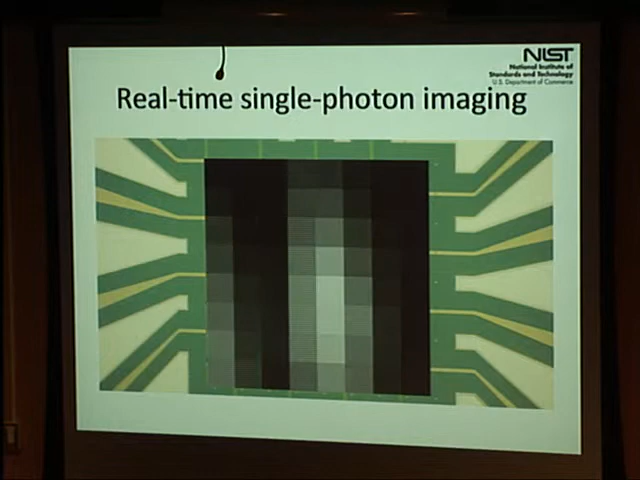 NIST
National Institute of
Standards and Technology
U.S. Department of Commerce
Real-time single-photon imaging